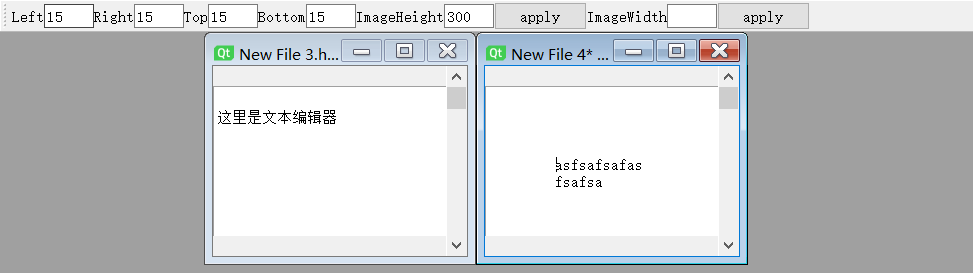 Left 15 Right 15 Top 15 Bottom 15 ImageHeight 300 apply ImageWidth apply
Qt New File 3.h...
Qt New File 4* ...
这里是文本编辑器
asfsafsafas
fsafsa